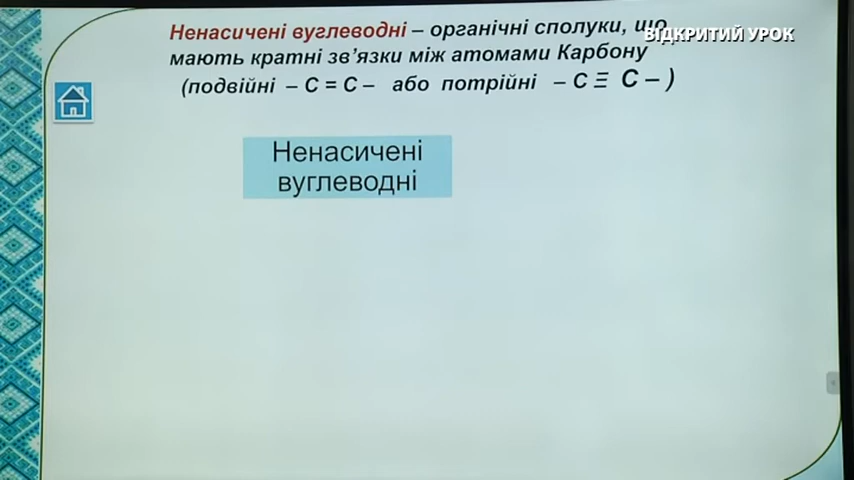 Ненасичені вуглеводні – органічні сполуки, що
ВІДКРИТИЙ УРОК
мають кратні зв’язки між атомами Карбону
(подвійні – С = С – або потрійні – С Ξ С – )
Ненасичені
вуглеводні